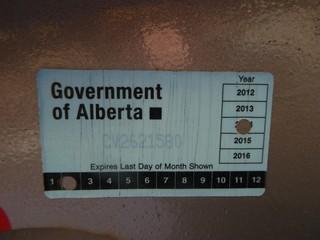 Government
of Alberta
CV2621580
Year
2012
2013
2015
2016
Expires Last Day of Month Shown
1 3 4 5 6 7 8 9 10 11 12